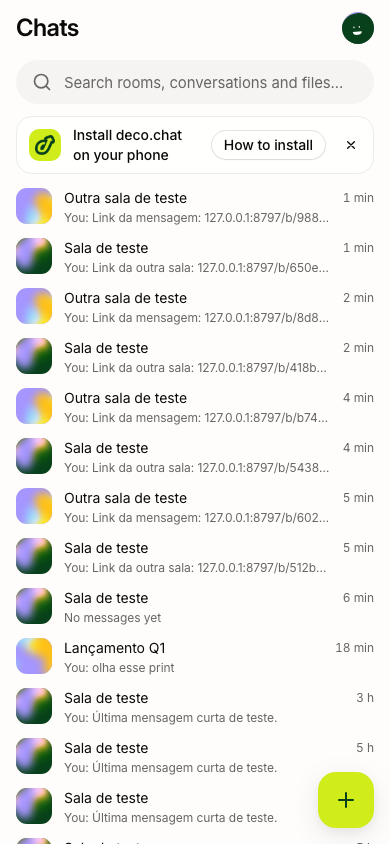 Chats
Search rooms, conversations and files...
Install deco.chat
on your phone
How to install
Outra sala de teste
1 min
You: Link da mensagem: 127.0.0.1:8797/b/988...
Sala de teste
1 min
You: Link da outra sala: 127.0.0.1:8797/b/650e...
Outra sala de teste
2 min
You: Link da mensagem: 127.0.0.1:8797/b/8d8...
Sala de teste
2 min
You: Link da outra sala: 127.0.0.1:8797/b/418b...
Outra sala de teste
4 min
You: Link da mensagem: 127.0.0.1:8797/b/b74...
Sala de teste
4 min
You: Link da outra sala: 127.0.0.1:8797/b/5438...
Outra sala de teste
5 min
You: Link da mensagem: 127.0.0.1:8797/b/602...
Sala de teste
5 min
You: Link da outra sala: 127.0.0.1:8797/b/512b...
Sala de teste
6 min
No messages yet
Lançamento Q1
18 min
You: olha esse print
Sala de teste
3 h
You: Última mensagem curta de teste.
Sala de teste
5 h
You: Última mensagem curta de teste.
Sala de teste
You: Última mensagem curta de teste.